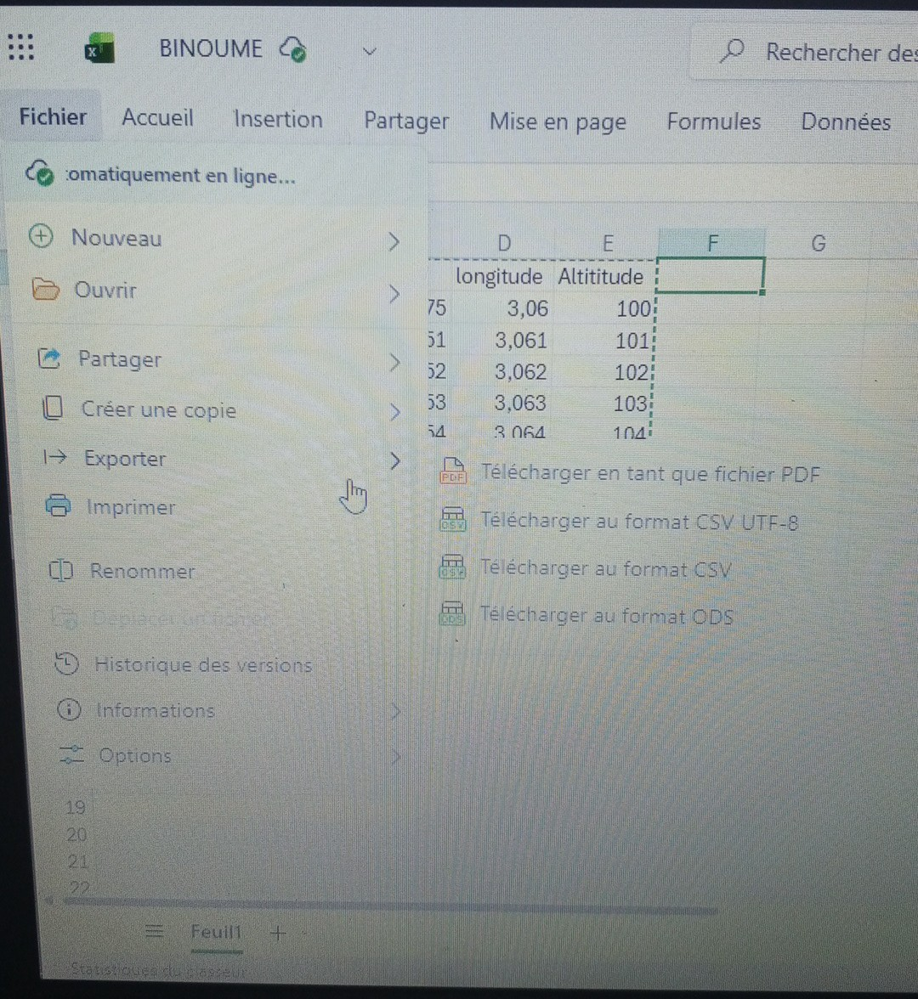 BINOUME
Rechercher des
Fichier Accueil Insertion Partager Mise en page Formules Données
:omatiquement en ligne...
Nouveau
Ouvrir
Partager
Créer une copie
Exporter
Imprimer
Renommer
Déplacer un fichier
Historique des versions
Informations
Options
D E F G
longitude Altititude
75 3,06 100
51 3,061 101
52 3,062 102
53 3,063 103
54 3,064 104
PDF Télécharger en tant que fichier PDF
CSV Télécharger au format CSV UTF-8
CSV Télécharger au format CSV
ODS Télécharger au format ODS
19
20
21
22
Feuil1
Statistiques du classeur